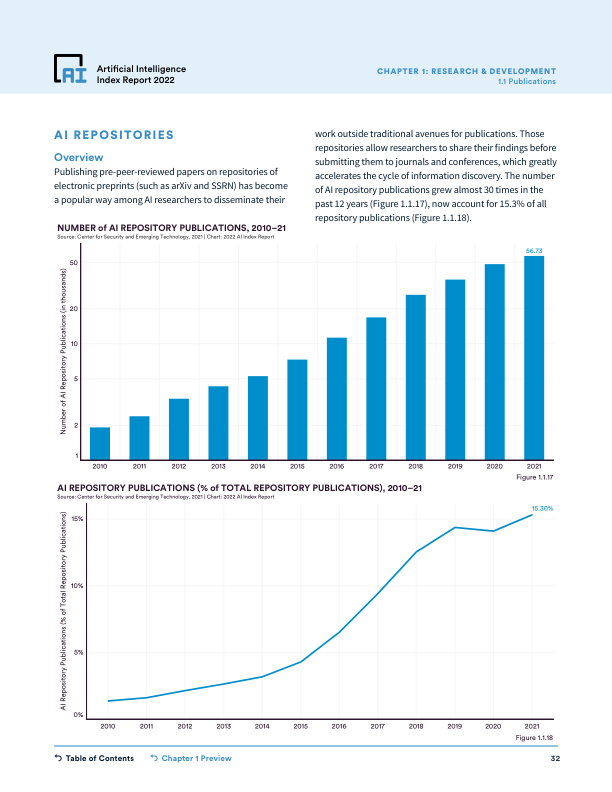 Artificial Intelligence
Index Report 2022
CHAPTER 1: RESEARCH & DEVELOPMENT
1.1 Publications
AI REPOSITORIES
Overview
Publishing pre-peer-reviewed papers on repositories of
electronic preprints (such as arXiv and SSRN) has become
a popular way among AI researchers to disseminate their
work outside traditional avenues for publications. Those
repositories allow researchers to share their findings before
submitting them to journals and conferences, which greatly
accelerates the cycle of information discovery. The number
of AI repository publications grew almost 30 times in the
past 12 years (Figure 1.1.17), now account for 15.3% of all
repository publications (Figure 1.1.18).
NUMBER of AI REPOSITORY PUBLICATIONS, 2010–21
Source: Center for Security and Emerging Technology, 2021 | Chart: 2022 AI Index Report
Number of AI Repository Publications (in thousands)
56.73
50
20
10
5
2
1
2010 2011 2012 2013 2014 2015 2016 2017 2018 2019 2020 2021
Figure 1.1.17
AI REPOSITORY PUBLICATIONS (% of TOTAL REPOSITORY PUBLICATIONS), 2010–21
Source: Center for Security and Emerging Technology, 2021 | Chart: 2022 AI Index Report
AI Repository Publications (% of Total Repository Publications)
15.30%
15%
10%
5%
0%
2010 2011 2012 2013 2014 2015 2016 2017 2018 2019 2020 2021
Figure 1.1.18
Table of Contents
Chapter 1 Preview
32